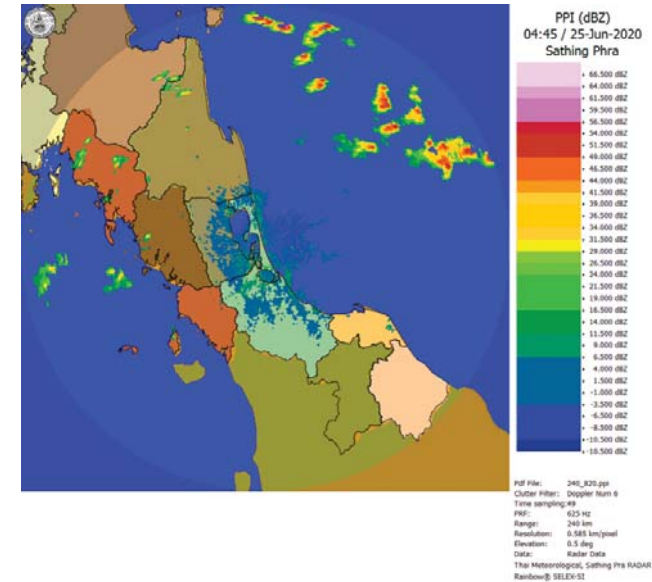 PPI (dBZ)
04:45 / 25-Jun-2020
Sathing Phra
66.500 dBZ
64.000 dBZ
61.500 dBZ
59.500 dBZ
56.500 dBZ
54.000 dBZ
51.500 dBZ
49.000 dBZ
46.500 dBZ
44.000 dBZ
41.500 dBZ
39.000 dBZ
36.500 dBZ
34.000 dBZ
31.500 dBZ
29.000 dBZ
26.500 dBZ
24.000 dBZ
21.500 dBZ
19.000 dBZ
16.500 dBZ
14.000 dBZ
11.500 dBZ
9.000 dBZ
6.500 dBZ
4.000 dBZ
1.500 dBZ
-1.000 dBZ
-3.500 dBZ
-6.500 dBZ
-8.500 dBZ
-10.500 dBZ
-10.500 dBZ
Pdf File: 240_820.ppi
Clutter Filter: Doppler Num 6
Time sampling:49
PRF: 625 Hz
Range: 240 km
Resolution: 0.585 km/pixel
Elevation: 0.5 deg
Data: Radar Data
Thai Meteorological, Sathing Pra RADAR
Rainbow® SELEX-SI